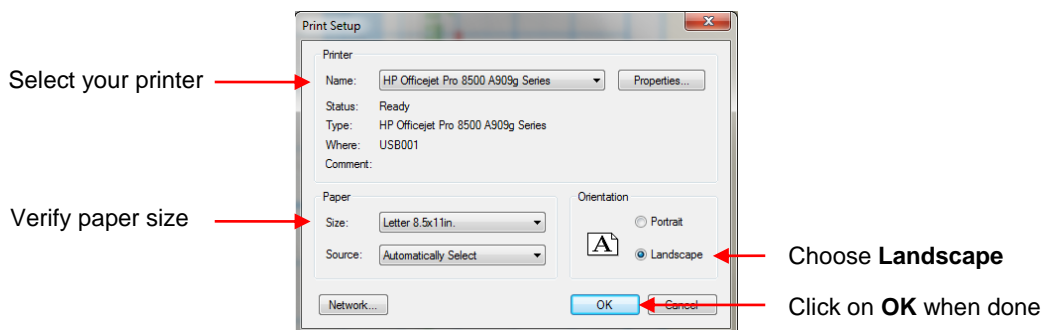 Print Setup
Printer
Select your printer
Name: HP Officejet Pro 8500 A909g Series Properties...
Status: Ready
Type: HP Officejet Pro 8500 A909g Series
Where: USB001
Comment:
Paper
Orientation
Verify paper size
Size: Letter 8.5x11in.
Portrait
Source: Automatically Select
A
Landscape
Choose Landscape
Network...
OK
Cancel
Click on OK when done